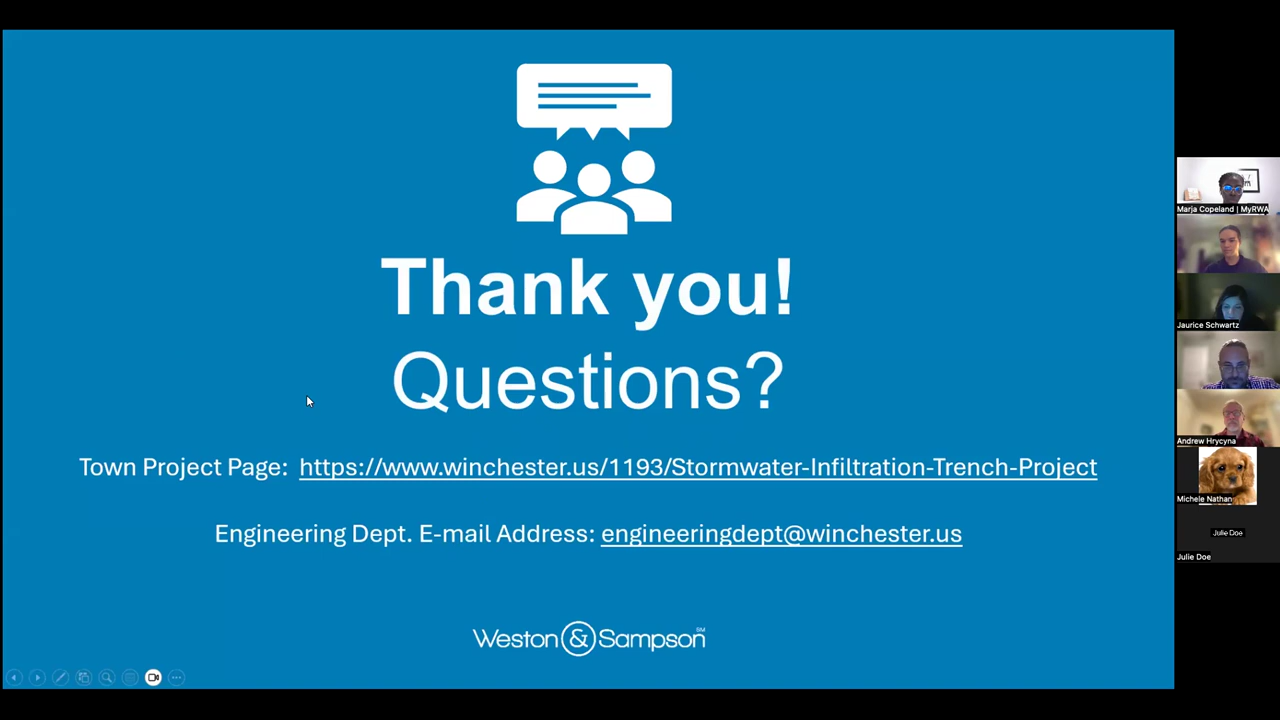 Thank you!
Questions?
Town Project Page: https://www.winchester.us/1193/Stormwater-Infiltration-Trench-Project
Engineering Dept. E-mail Address: engineeringdept@winchester.us
Weston & Sampson SM
Marja Copeland | MyRWA
Jaurice Schwartz
Andrew Hrycyna
Michele Nathan
Julie Doe
Julie Doe